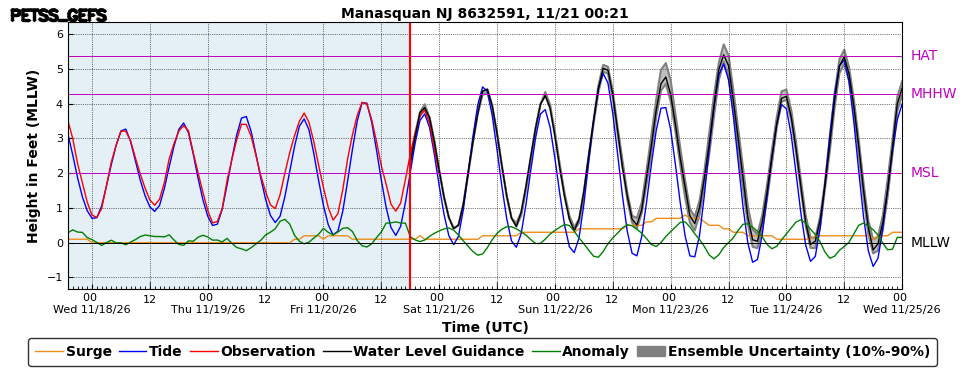 PETSS_GEFS
Manasquan NJ 8632591, 11/21 00:21
Height in Feet (MLLW)
6
5
4
3
2
1
0
−1
HAT
MHHW
MSL
MLLW
00 12 00 12 00 12 00 12 00 12 00 12 00 12 00
Wed 11/18/26 Thu 11/19/26 Fri 11/20/26 Sat 11/21/26 Sun 11/22/26 Mon 11/23/26 Tue 11/24/26 Wed 11/25/26
Time (UTC)
Surge Tide Observation Water Level Guidance Anomaly Ensemble Uncertainty (10%-90%)